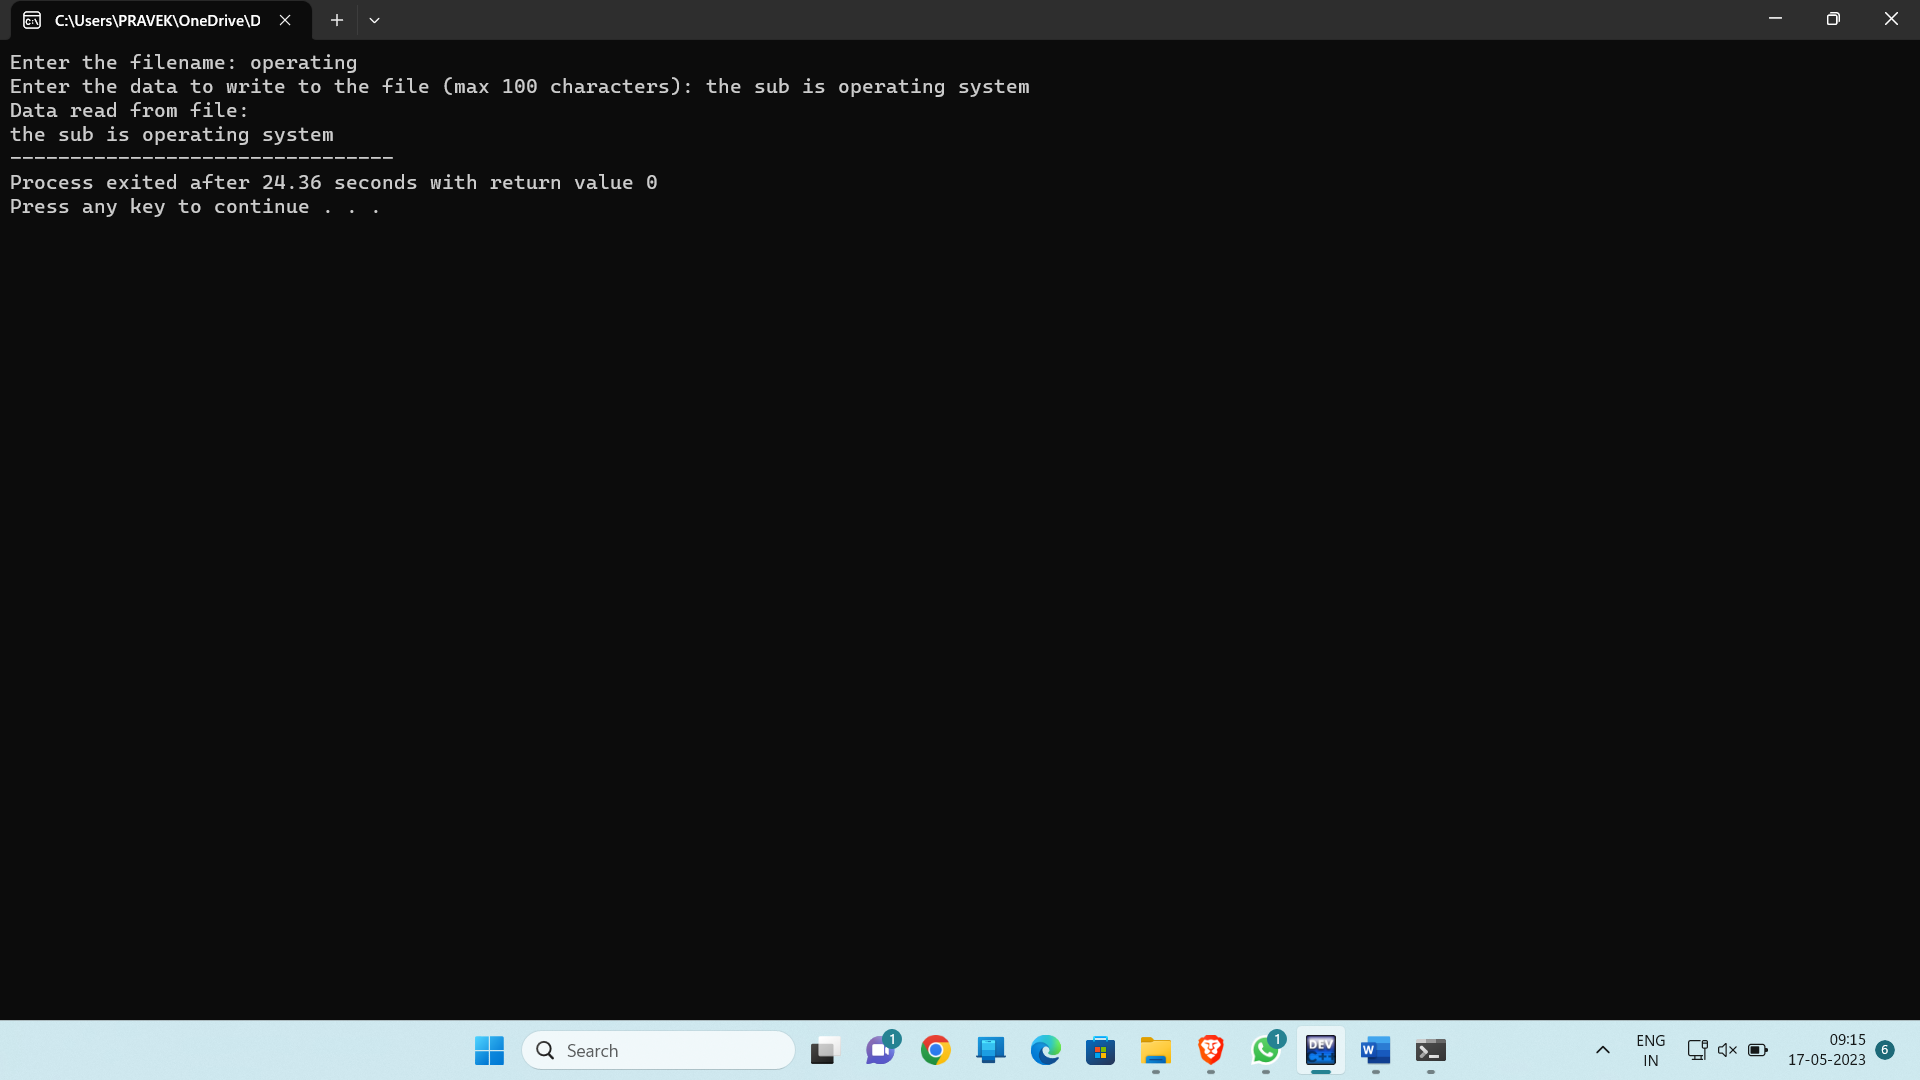 C:\Users\PRAVEK\OneDrive\D
Enter the filename: operating
Enter the data to write to the file (max 100 characters): the sub is operating system
Data read from file:
the sub is operating system
--------------------------------
Process exited after 24.36 seconds with return value 0
Press any key to continue . . .
Search
1
1
DEV
C++
W
ENG
IN
09:15
17-05-2023
6